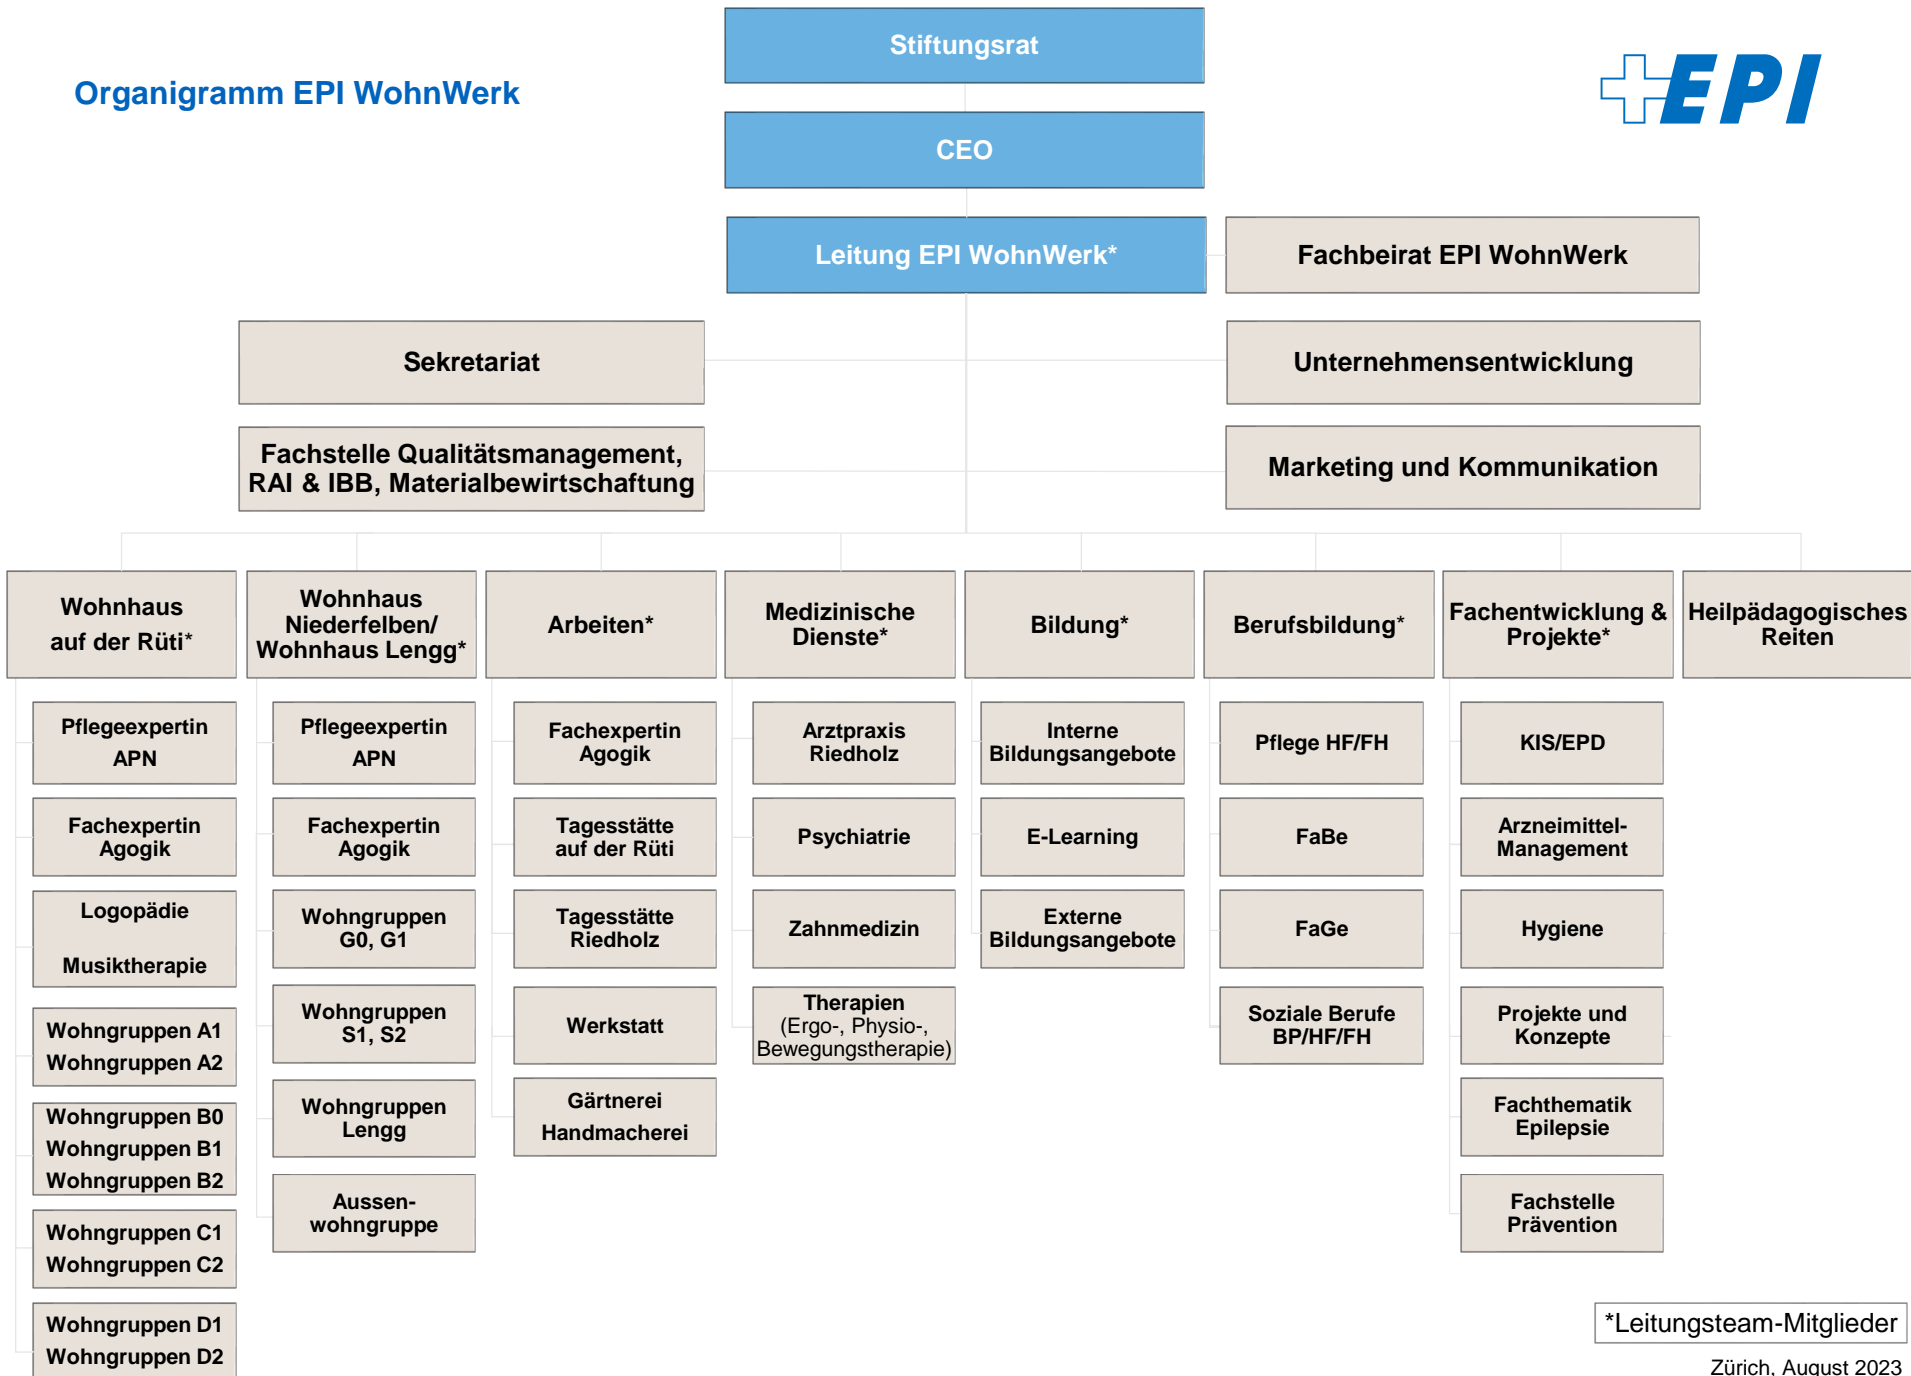 Organigramm EPI WohnWerk
EPI
Stiftungsrat
CEO
Leitung EPI WohnWerk*
Fachbeirat EPI WohnWerk
Sekretariat
Unternehmensentwicklung
Fachstelle Qualitätsmanagement,
RAI & IBB, Materialbewirtschaftung
Marketing und Kommunikation
Wohnhaus
auf der Rüti*
Pflegeexpertin
APN
Fachexpertin
Agogik
Logopädie
Musiktherapie
Wohngruppen A1
Wohngruppen A2
Wohngruppen B0
Wohngruppen B1
Wohngruppen B2
Wohngruppen C1
Wohngruppen C2
Wohngruppen D1
Wohngruppen D2
Wohnhaus
Niederfelben/
Wohnhaus Lengg*
Pflegeexpertin
APN
Fachexpertin
Agogik
Wohngruppen
G0, G1
Wohngruppen
S1, S2
Wohngruppen
Lengg
Aussen-
wohngruppe
Arbeiten*
Fachexpertin
Agogik
Tagesstätte
auf der Rüti
Tagesstätte
Riedholz
Werkstatt
Gärtnerei
Handmacherei
Medizinische
Dienste*
Arztpraxis
Riedholz
Psychiatrie
Zahnmedizin
Therapien
(Ergo-, Physio-,
Bewegungstherapie)
Bildung*
Interne
Bildungsangebote
E-Learning
Externe
Bildungsangebote
Berufsbildung*
Pflege HF/FH
FaBe
FaGe
Soziale Berufe
BP/HF/FH
Fachentwicklung &
Projekte*
KIS/EPD
Arzneimittel-
Management
Hygiene
Projekte und
Konzepte
Fachthematik
Epilepsie
Fachstelle
Prävention
Heilpädagogisches
Reiten
*Leitungsteam-Mitglieder
Zürich, August 2023